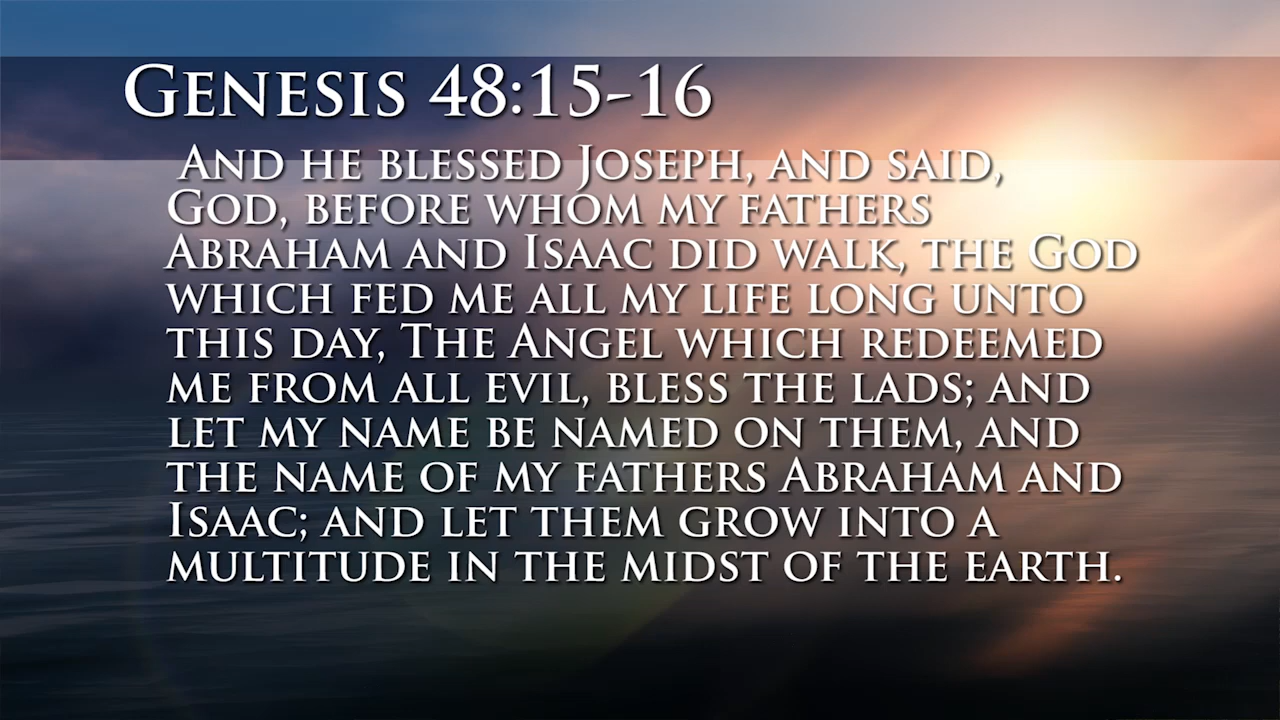 Genesis 48:15-16
And he blessed Joseph, and said,
God, before whom my fathers
Abraham and Isaac did walk, the God
which fed me all my life long unto
this day, The Angel which redeemed
me from all evil, bless the lads; and
let my name be named on them, and
the name of my fathers Abraham and
Isaac; and let them grow into a
multitude in the midst of the earth.